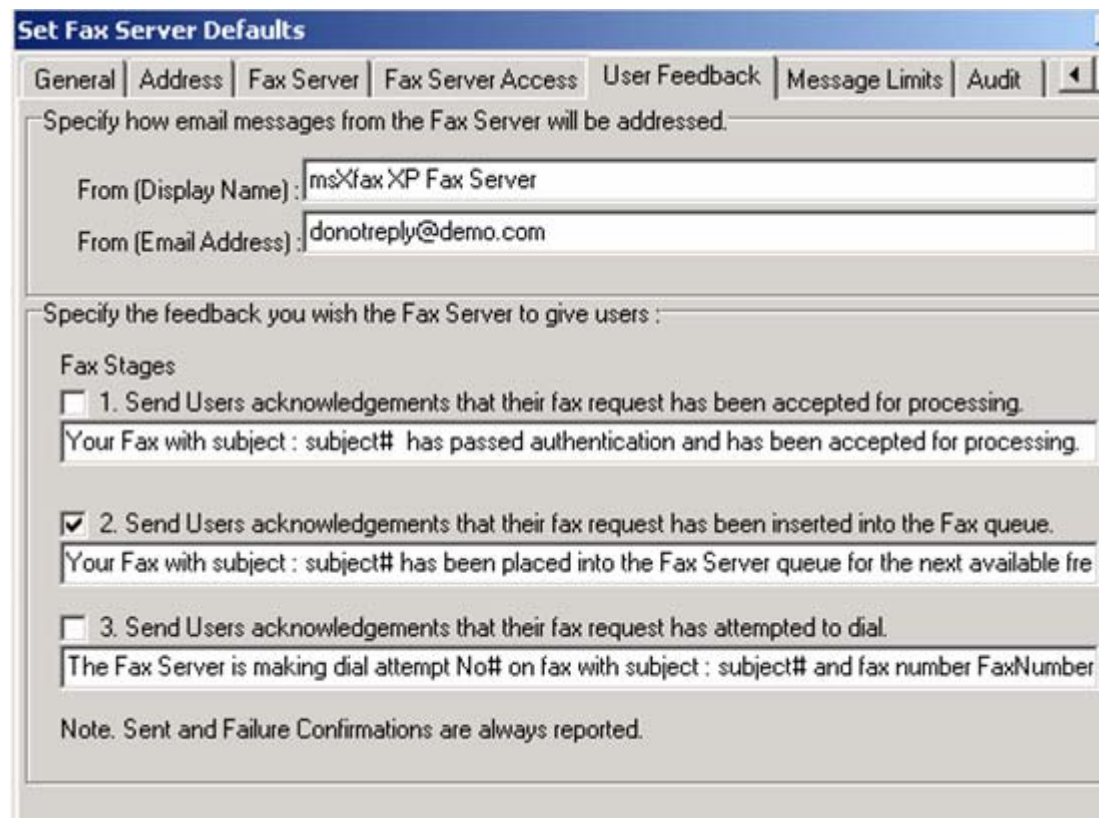 Set Fax Server Defaults
General Address Fax Server Fax Server Access User Feedback Message Limits Audit
Specify how email messages from the Fax Server will be addressed.
From (Display Name) : msXfax XP Fax Server
From (Email Address) : donotreply@demo.com
Specify the feedback you wish the Fax Server to give users :
Fax Stages
1. Send Users acknowledgements that their fax request has been accepted for processing.
Your Fax with subject : subject# has passed authentication and has been accepted for processing.
2. Send Users acknowledgements that their fax request has been inserted into the Fax queue.
Your Fax with subject : subject# has been placed into the Fax Server queue for the next available fre
3. Send Users acknowledgements that their fax request has attempted to dial.
The Fax Server is making dial attempt No# on fax with subject : subject# and fax number FaxNumber
Note. Sent and Failure Confirmations are always reported.